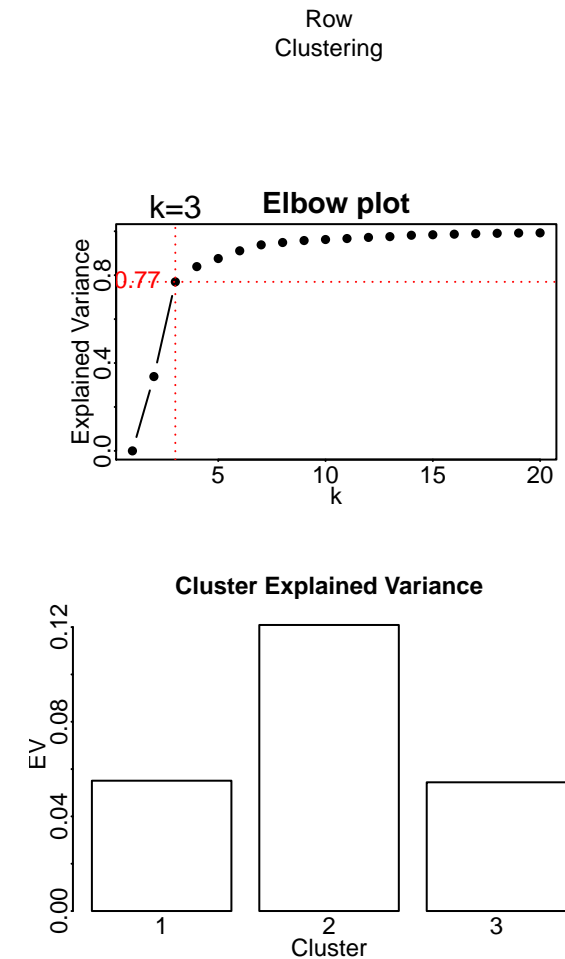 Row
Clustering
k=3
Elbow plot
Explained Variance
0.0 0.4 0.8
0.77
5 10 15 20
k
Cluster Explained Variance
EV
0.00 0.04 0.08 0.12
1 2 3
Cluster